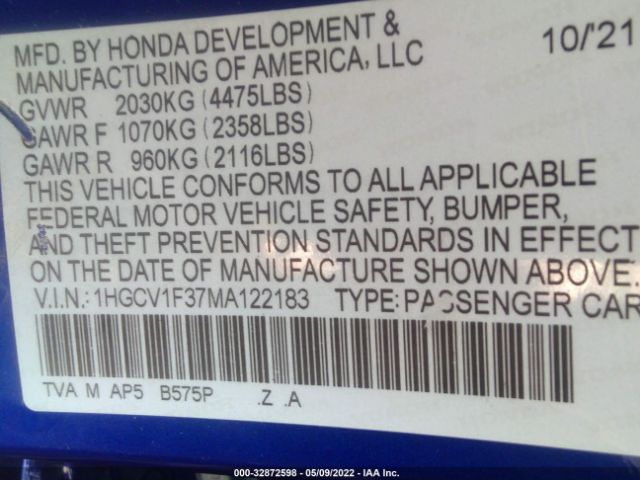 MFD. BY HONDA DEVELOPMENT & 10/'21
MANUFACTURING OF AMERICA, LLC
GVWR 2030KG (4475LBS)
GAWR F 1070KG (2358LBS)
GAWR R 960KG (2116LBS)
THIS VEHICLE CONFORMS TO ALL APPLICABLE
FEDERAL MOTOR VEHICLE SAFETY, BUMPER,
AND THEFT PREVENTION STANDARDS IN EFFECT
ON THE DATE OF MANUFACTURE SHOWN ABOVE.
V.I.N.: 1HGCV1F37MA122183 TYPE: PASSENGER CAR
TVA M AP5 B575P .Z .A
000-32872598 - 05/09/2022 - IAA Inc.